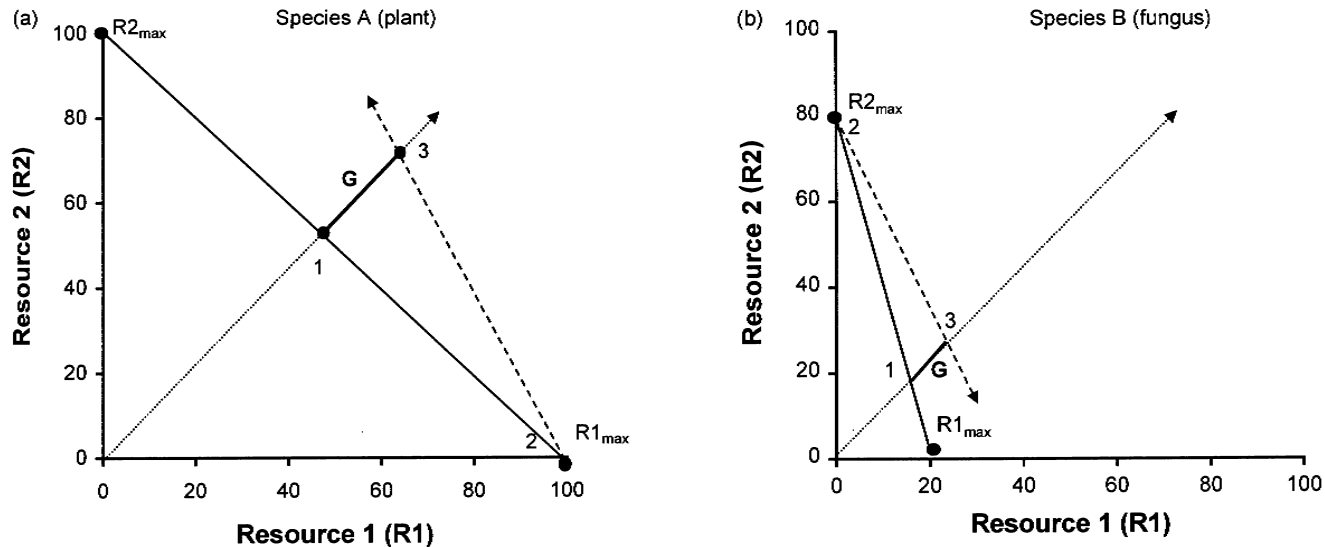 (a) Species A (plant)
R2max
100
80
60
40
20
0
Resource 2 (R2)
3
G
1
2
R1max
0 20 40 60 80 100
Resource 1 (R1)
(b) Species B (fungus)
100
80
60
40
20
0
Resource 2 (R2)
R2max
2
3
1
G
R1max
0 20 40 60 80 100
Resource 1 (R1)